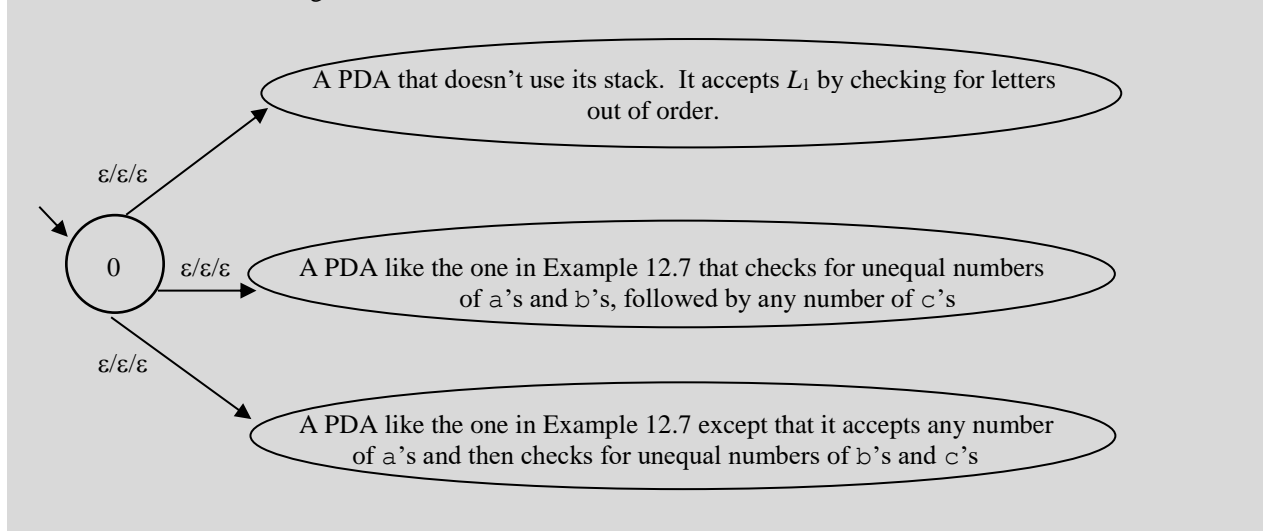 A PDA that doesn’t use its stack.  It accepts L1 by checking for letters
out of order.
ε/ε/ε
0
ε/ε/ε
A PDA like the one in Example 12.7 that checks for unequal numbers
of a’s and b’s, followed by any number of c’s
ε/ε/ε
A PDA like the one in Example 12.7 except that it accepts any number
of a’s and then checks for unequal numbers of b’s and c’s